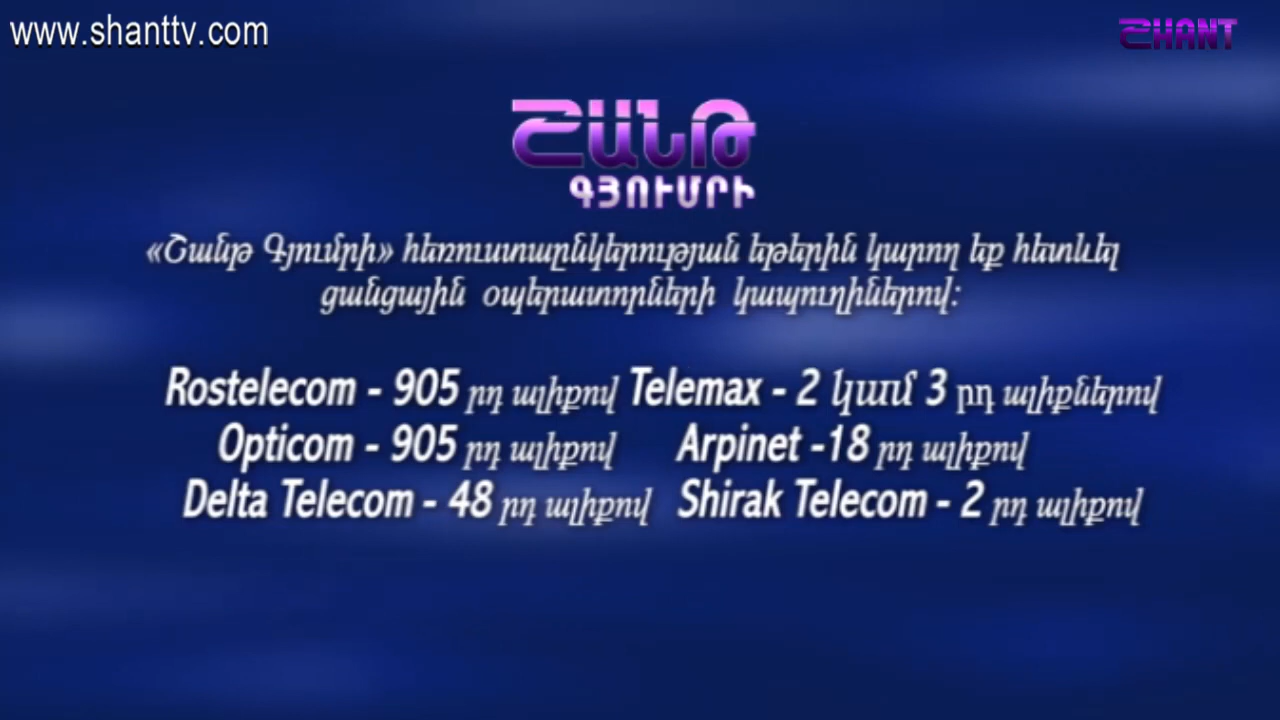 www.shanttv.com
SHANT
ՇԱՆԹ
ԳՅՈՒՄՐԻ
«Շանթ Գյումրի» հեռուստաընկերության եթերին կարող եք հետևել
ցանցային օպերատորների կապուղիներով:
Rostelecom - 905 րդ ալիքով Telemax - 2 կամ 3 րդ ալիքներով
Opticom - 905 րդ ալիքով Arpinet -18 րդ ալիքով
Delta Telecom - 48 րդ ալիքով Shirak Telecom - 2 րդ ալիքով